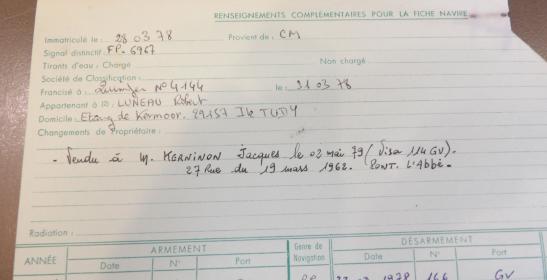 RENSEIGNEMENTS COMPLÉMENTAIRES POUR LA FICHE NAVIRE
Immatriculé le : 28 03 78 Provient de : CM
Signal distinctif : FP-6967
Tirants d'eau : Chargé Non chargé
Société de Classification :
Francisé à : Quimper N° 4144 le : 31 03 78
Appartenant à (2) : LUNEAU Robert
Domicile : Etang de Kermoor. 29157 Ile TUDY
Changements de Propriétaire :
- Vendu à M. KERNINON Jacques le 02 mai 79 (Visa 114 GV).
27 Rue du 19 mars 1962. PONT. L'Abbé.
Radiation :
ANNÉE ARMEMENT Genre de Navigation DÉSARMEMENT
Date N° Port Date N° Port
1978 166 GV